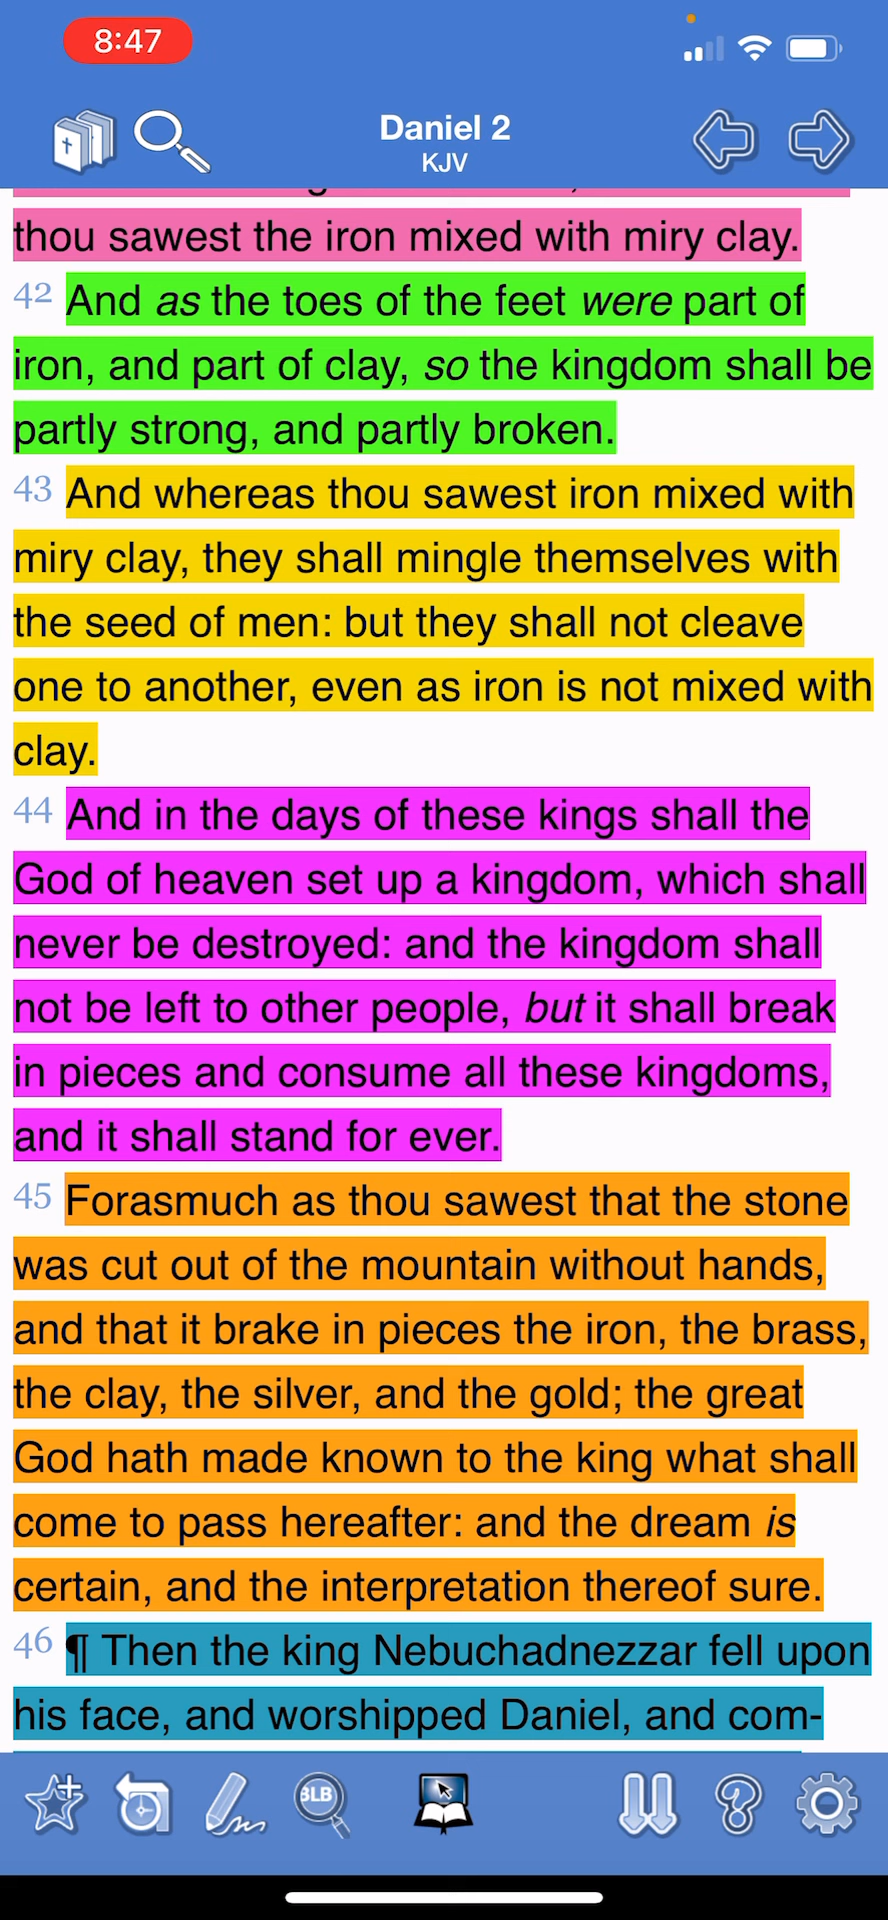 8:47
Daniel 2
KJV
thou sawest the iron mixed with miry clay.
42 And as the toes of the feet were part of
iron, and part of clay, so the kingdom shall be
partly strong, and partly broken.
43 And whereas thou sawest iron mixed with
miry clay, they shall mingle themselves with
the seed of men: but they shall not cleave
one to another, even as iron is not mixed with
clay.
44 And in the days of these kings shall the
God of heaven set up a kingdom, which shall
never be destroyed: and the kingdom shall
not be left to other people, but it shall break
in pieces and consume all these kingdoms,
and it shall stand for ever.
45 Forasmuch as thou sawest that the stone
was cut out of the mountain without hands,
and that it brake in pieces the iron, the brass,
the clay, the silver, and the gold; the great
God hath made known to the king what shall
come to pass hereafter: and the dream is
certain, and the interpretation thereof sure.
46 ¶ Then the king Nebuchadnezzar fell upon
his face, and worshipped Daniel, and com-
BLB